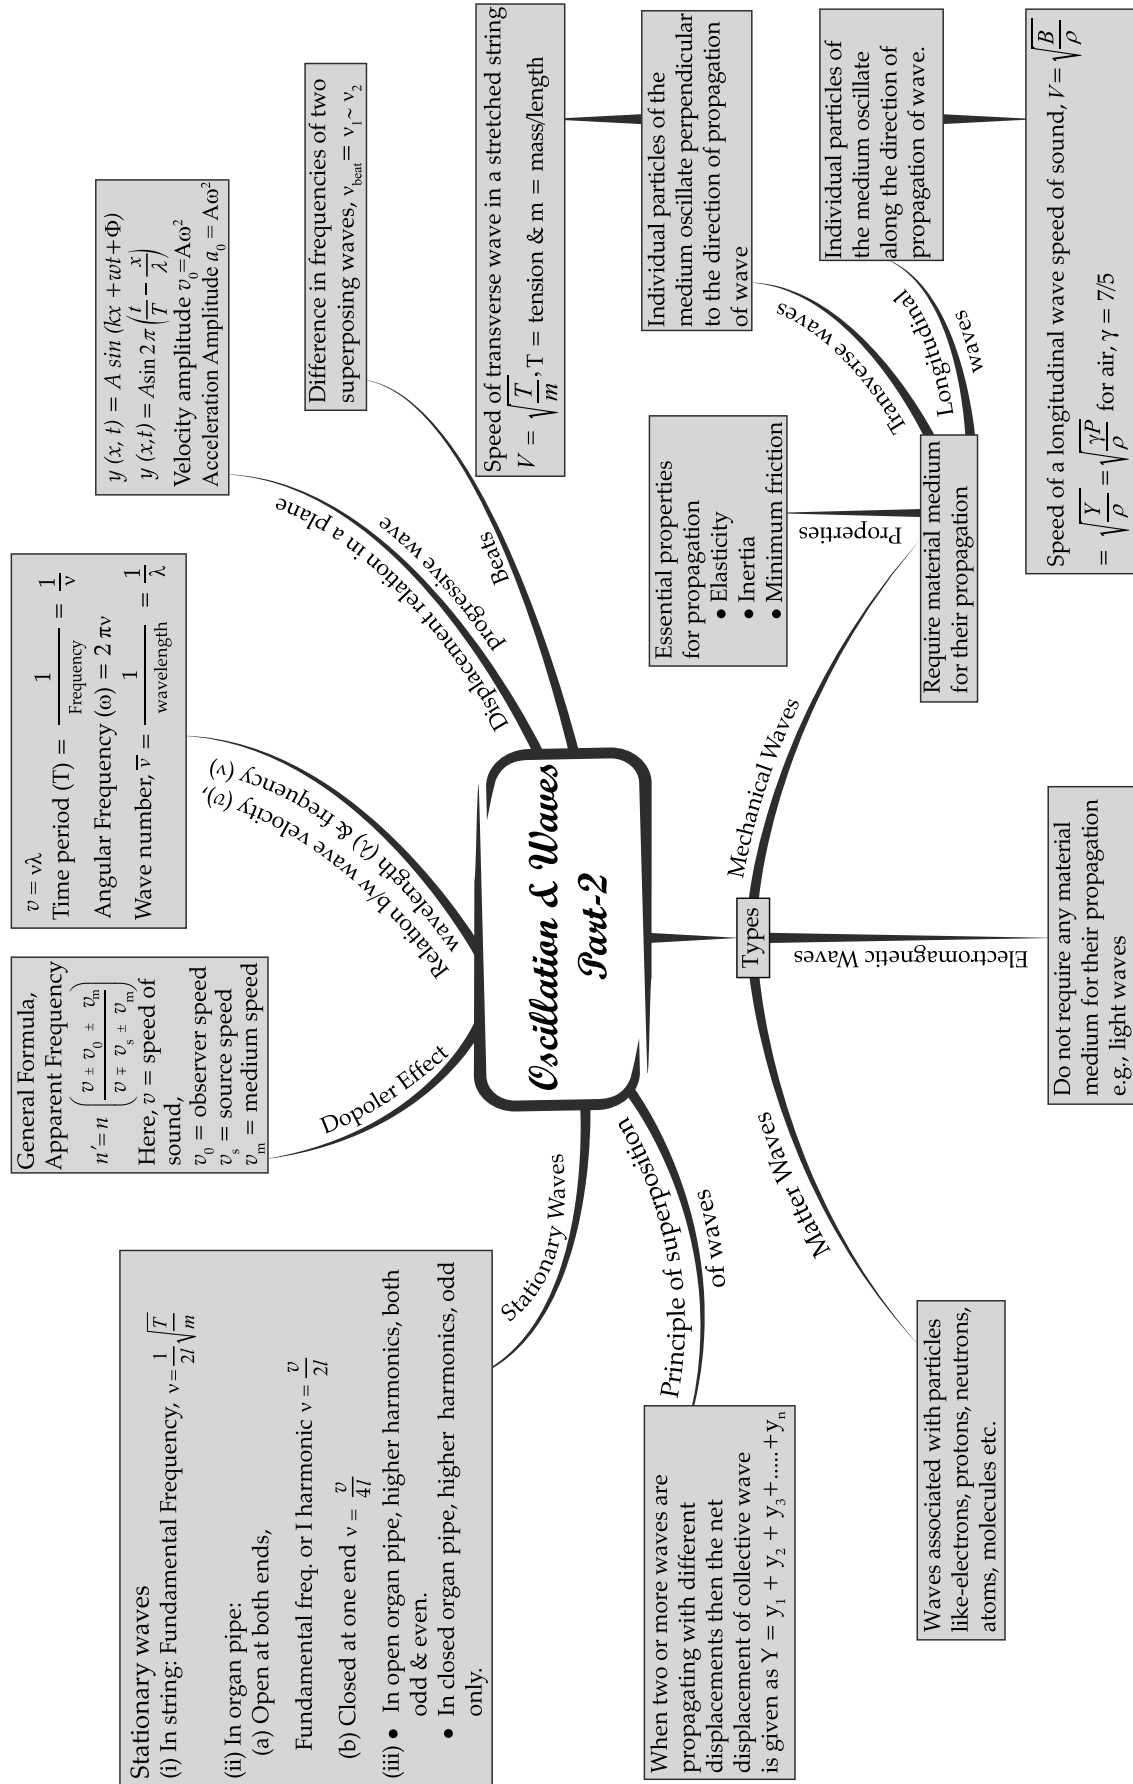 Oscillation & Waves
Part-2
Stationary Waves
Stationary waves
(i) In string: Fundamental Frequency, ν = 1/2l √(T/m)
(ii) In organ pipe:
(a) Open at both ends,
Fundamental freq. or I harmonic ν = v/2l
(b) Closed at one end ν = v/4l
(iii) • In open organ pipe, higher harmonics, both
odd & even.
• In closed organ pipe, higher harmonics, odd
only.
Dopoler Effect
General Formula,
Apparent Frequency
n′ = n ((v ± v₀ ± vₘ)/(v ∓ vₛ ± vₘ))
Here, v = speed of
sound,
v₀ = observer speed
vₛ = source speed
vₘ = medium speed
Relation b/w wave velocity (v),
wavelength (λ) & frequency (ν)
v = νλ
Time period (T) = 1/Frequency = 1/ν
Angular Frequency (ω) = 2 πν
Wave number, ν̅ = 1/wavelength = 1/λ
Displacement relation in a plane
progressive wave
y (x, t) = A sin (kx + wt + Φ)
y (x,t) = A sin 2 π (t/T − x/λ)
Velocity amplitude v₀=Aω²
Acceleration Amplitude a₀ = Aω²
Beats
Difference in frequencies of two
superposing waves, ν_beat = ν₁ ~ ν₂
Principle of superposition
of waves
When two or more waves are
propagating with different
displacements then the net
displacement of collective wave
is given as Y = y₁ + y₂ + y₃ +.....+yₙ
Types
Matter Waves
Waves associated with particles
like-electrons, protons, neutrons,
atoms, molecules etc.
Electromagnetic Waves
Do not require any material
medium for their propagation
e.g., light waves
Mechanical Waves
Require material medium
for their propagation
Properties
Essential properties
for propagation
• Elasticity
• Inertia
• Minimum friction
Transverse waves
Individual particles of the
medium oscillate perpendicular
to the direction of propagation
of wave
Speed of transverse wave in a stretched string
V = √(T/m), T = tension & m = mass/length
Longitudinal
waves
Individual particles of
the medium oscillate
along the direction of
propagation of wave.
Speed of a longitudinal wave speed of sound, V = √(B/ρ)
= √(Y/ρ) = √(γP/ρ) for air, γ = 7/5